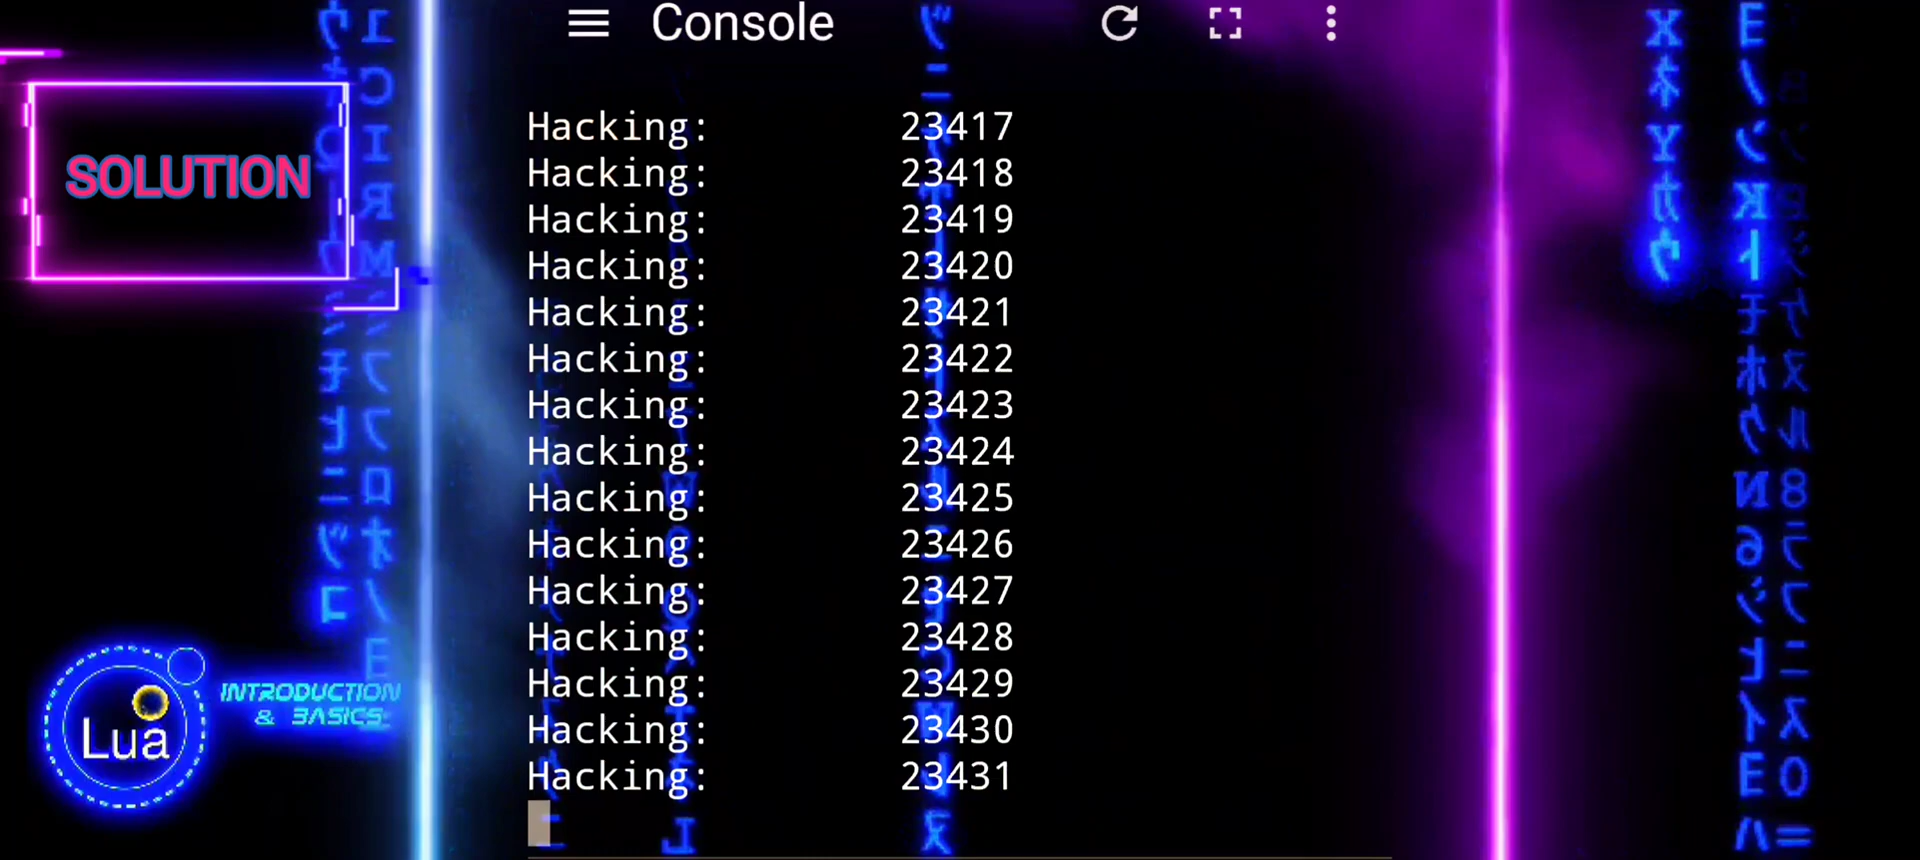 Console
SOLUTION
Hacking: 23417
Hacking: 23418
Hacking: 23419
Hacking: 23420
Hacking: 23421
Hacking: 23422
Hacking: 23423
Hacking: 23424
Hacking: 23425
Hacking: 23426
Hacking: 23427
Hacking: 23428
Hacking: 23429
Hacking: 23430
Hacking: 23431
Lua
INTRODUCTION
& BASICS